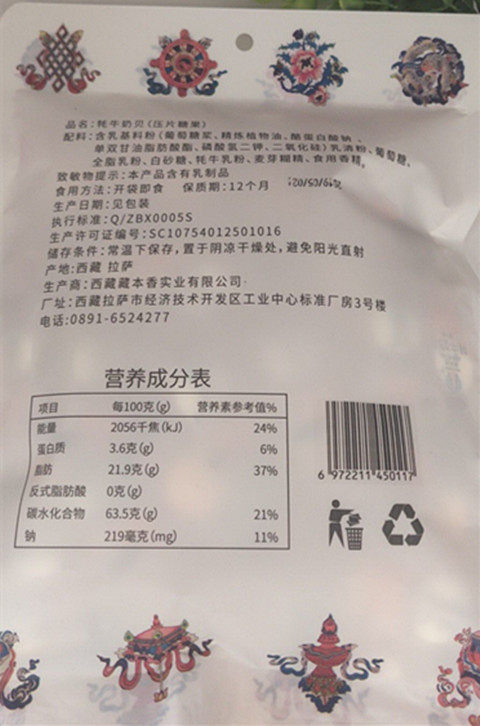 品名：牦牛奶贝（压片糖果）
配料：含乳基料粉（葡萄糖浆、精炼植物油、酪蛋白酸钠、
单双甘油脂肪酸酯、磷酸氢二钾、二氧化硅）乳清粉、葡萄糖、
全脂乳粉、白砂糖、牦牛乳粉、麦芽糊精、食用香精。
致敏物提示：本产品含有乳制品
食用方法：开袋即食 保质期：12个月
生产日期：见包装
执行标准：Q/ZBX0005S
生产许可证编号：SC10754012501016
储存条件：常温下保存，置于阴凉干燥处，避免阳光直射
产地：西藏 拉萨
生产商：西藏藏本香实业有限公司
厂址：西藏拉萨市经济技术开发区工业中心标准厂房3号楼
电话：0891-6524277
营养成分表
项目 每100克(g) 营养素参考值%
能量 2056千焦(kJ) 24%
蛋白质 3.6克(g) 6%
脂肪 21.9克(g) 37%
反式脂肪酸 0克(g)
碳水化合物 63.5克(g) 21%
钠 219毫克(mg) 11%
6 972211 450117